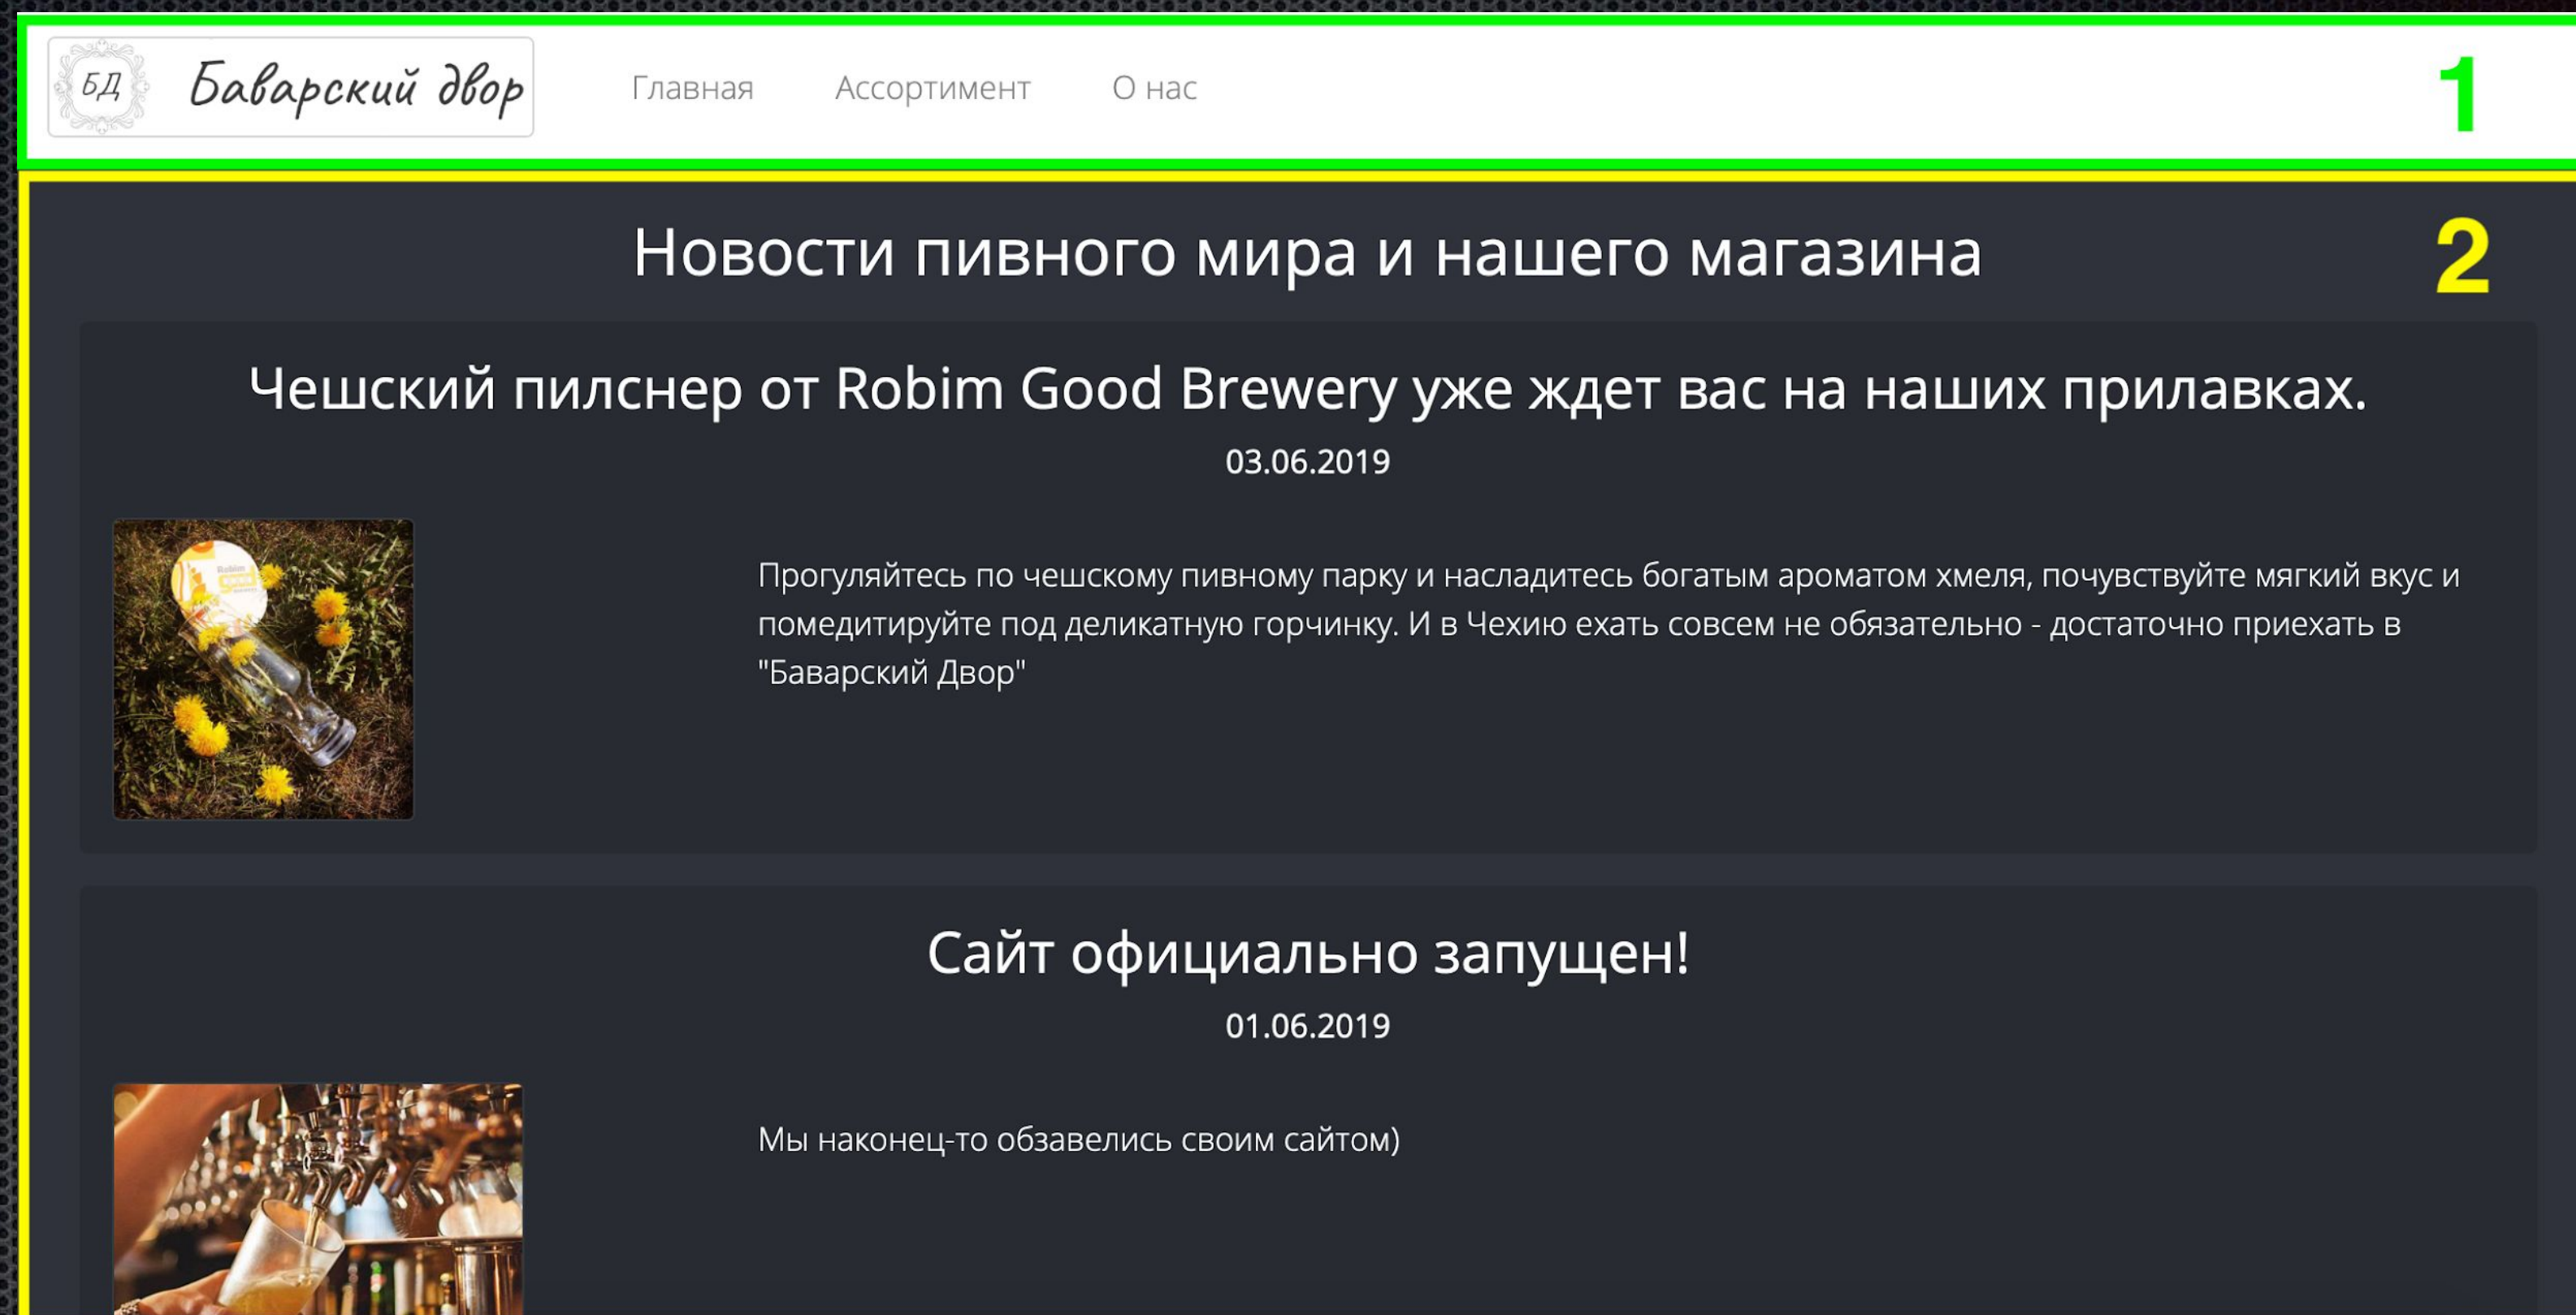 БД
Баварский двор
Главная
Ассортимент
О нас
1
2
Новости пивного мира и нашего магазина
Чешский пилснер от Robim Good Brewery уже ждет вас на наших прилавках.
03.06.2019
Robim
GOOD
Прогуляйтесь по чешскому пивному парку и насладитесь богатым ароматом хмеля, почувствуйте мягкий вкус и
помедитируйте под деликатную горчинку. И в Чехию ехать совсем не обязательно - достаточно приехать в
"Баварский Двор"
Сайт официально запущен!
01.06.2019
Мы наконец-то обзавелись своим сайтом)